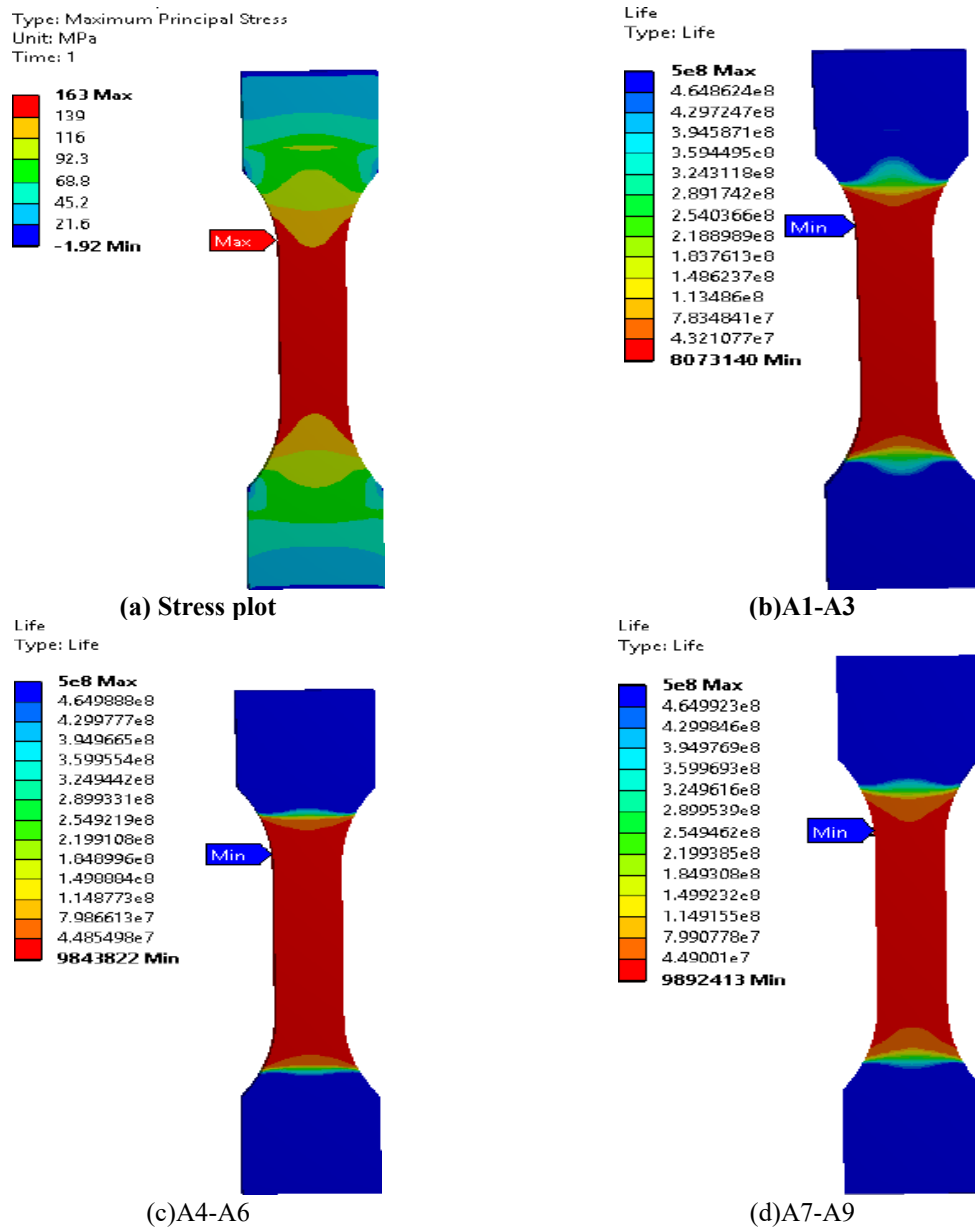 Type: Maximum Principal Stress
Unit: MPa
Time: 1
163 Max
139
116
92.3
68.8
45.2
21.6
-1.92 Min
Max
(a) Stress plot
Life
Type: Life
5e8 Max
4.648624e8
4.297247e8
3.945871e8
3.594495e8
3.243118e8
2.891742e8
2.540366e8
2.188989e8
1.837613e8
1.486237e8
1.13486e8
7.834841e7
4.321077e7
8073140 Min
Min
(b)A1-A3
Life
Type: Life
5e8 Max
4.649888e8
4.299777e8
3.949665e8
3.599554e8
3.249442e8
2.899331e8
2.549219e8
2.199108e8
1.848996e8
1.498884e8
1.148773e8
7.986613e7
4.485498e7
9843822 Min
Min
(c)A4-A6
Life
Type: Life
5e8 Max
4.649923e8
4.299846e8
3.949769e8
3.599693e8
3.249616e8
2.899539e8
2.549462e8
2.199385e8
1.849308e8
1.499232e8
1.149155e8
7.990778e7
4.49001e7
9892413 Min
Min
(d)A7-A9